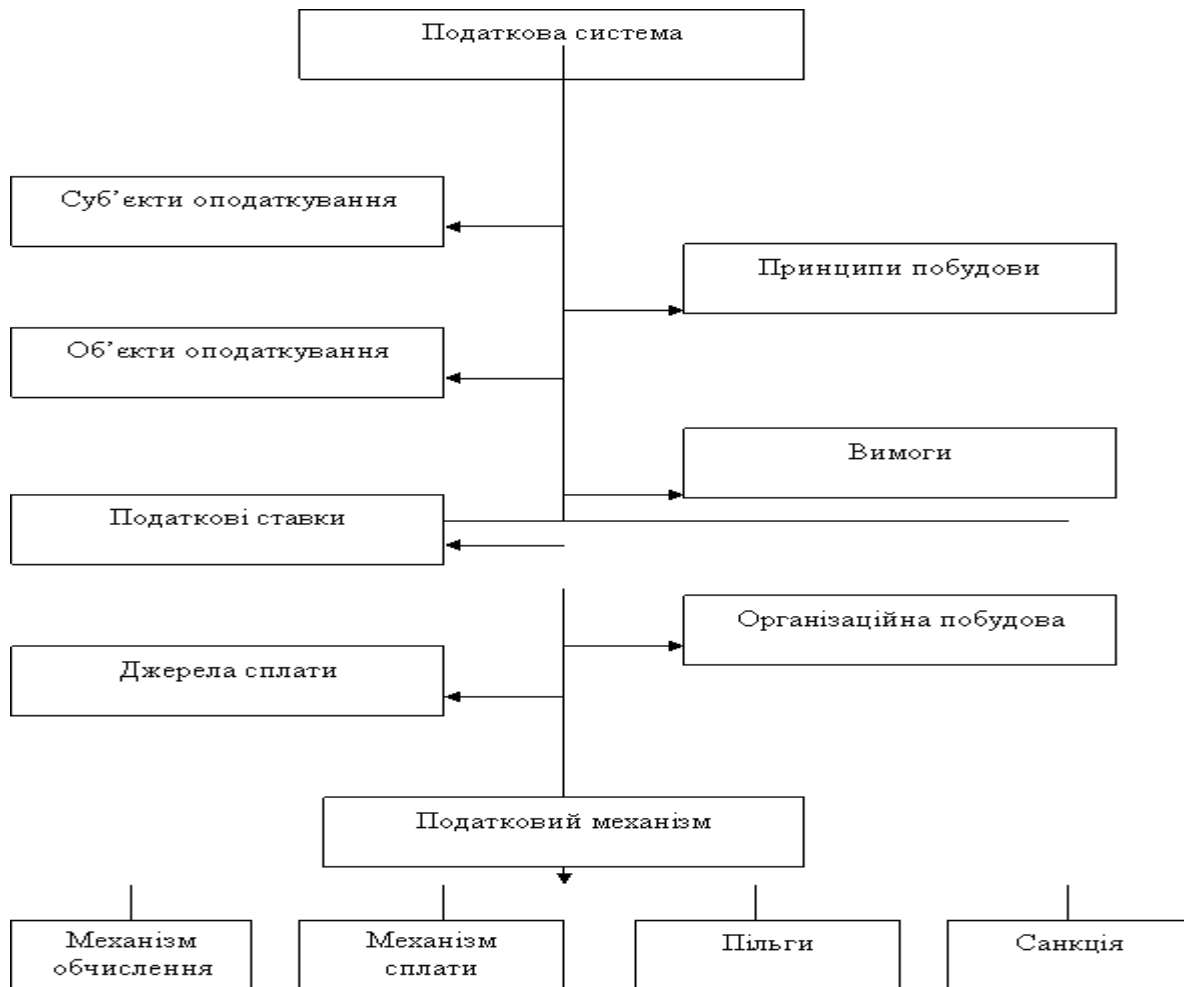 Податкова система
Суб’єкти оподаткування
Принципи побудови
Об’єкти оподаткування
Вимоги
Податкові ставки
Організаційна побудова
Джерела сплати
Податковий механізм
Механізм
обчислення
Механізм
сплати
Пільги
Санкція